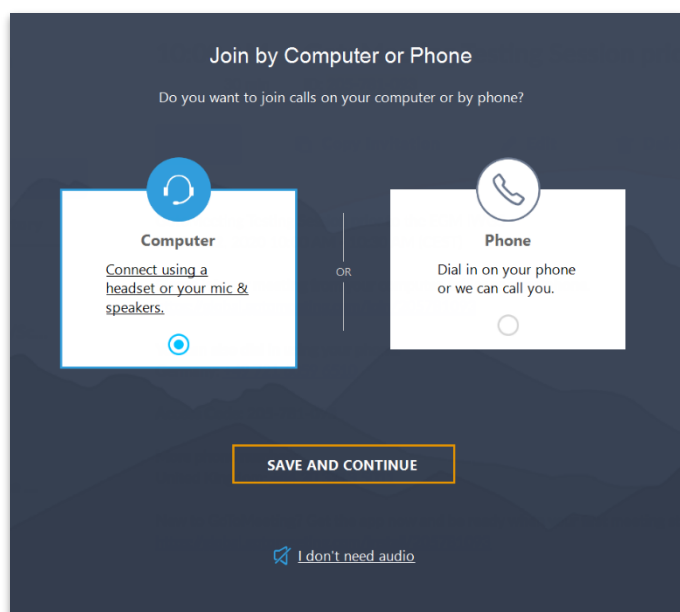 Join by Computer or Phone
Do you want to join calls on your computer or by phone?
Computer
Connect using a
headset or your mic &
speakers.
OR
Phone
Dial in on your phone
or we can call you.
SAVE AND CONTINUE
I don't need audio